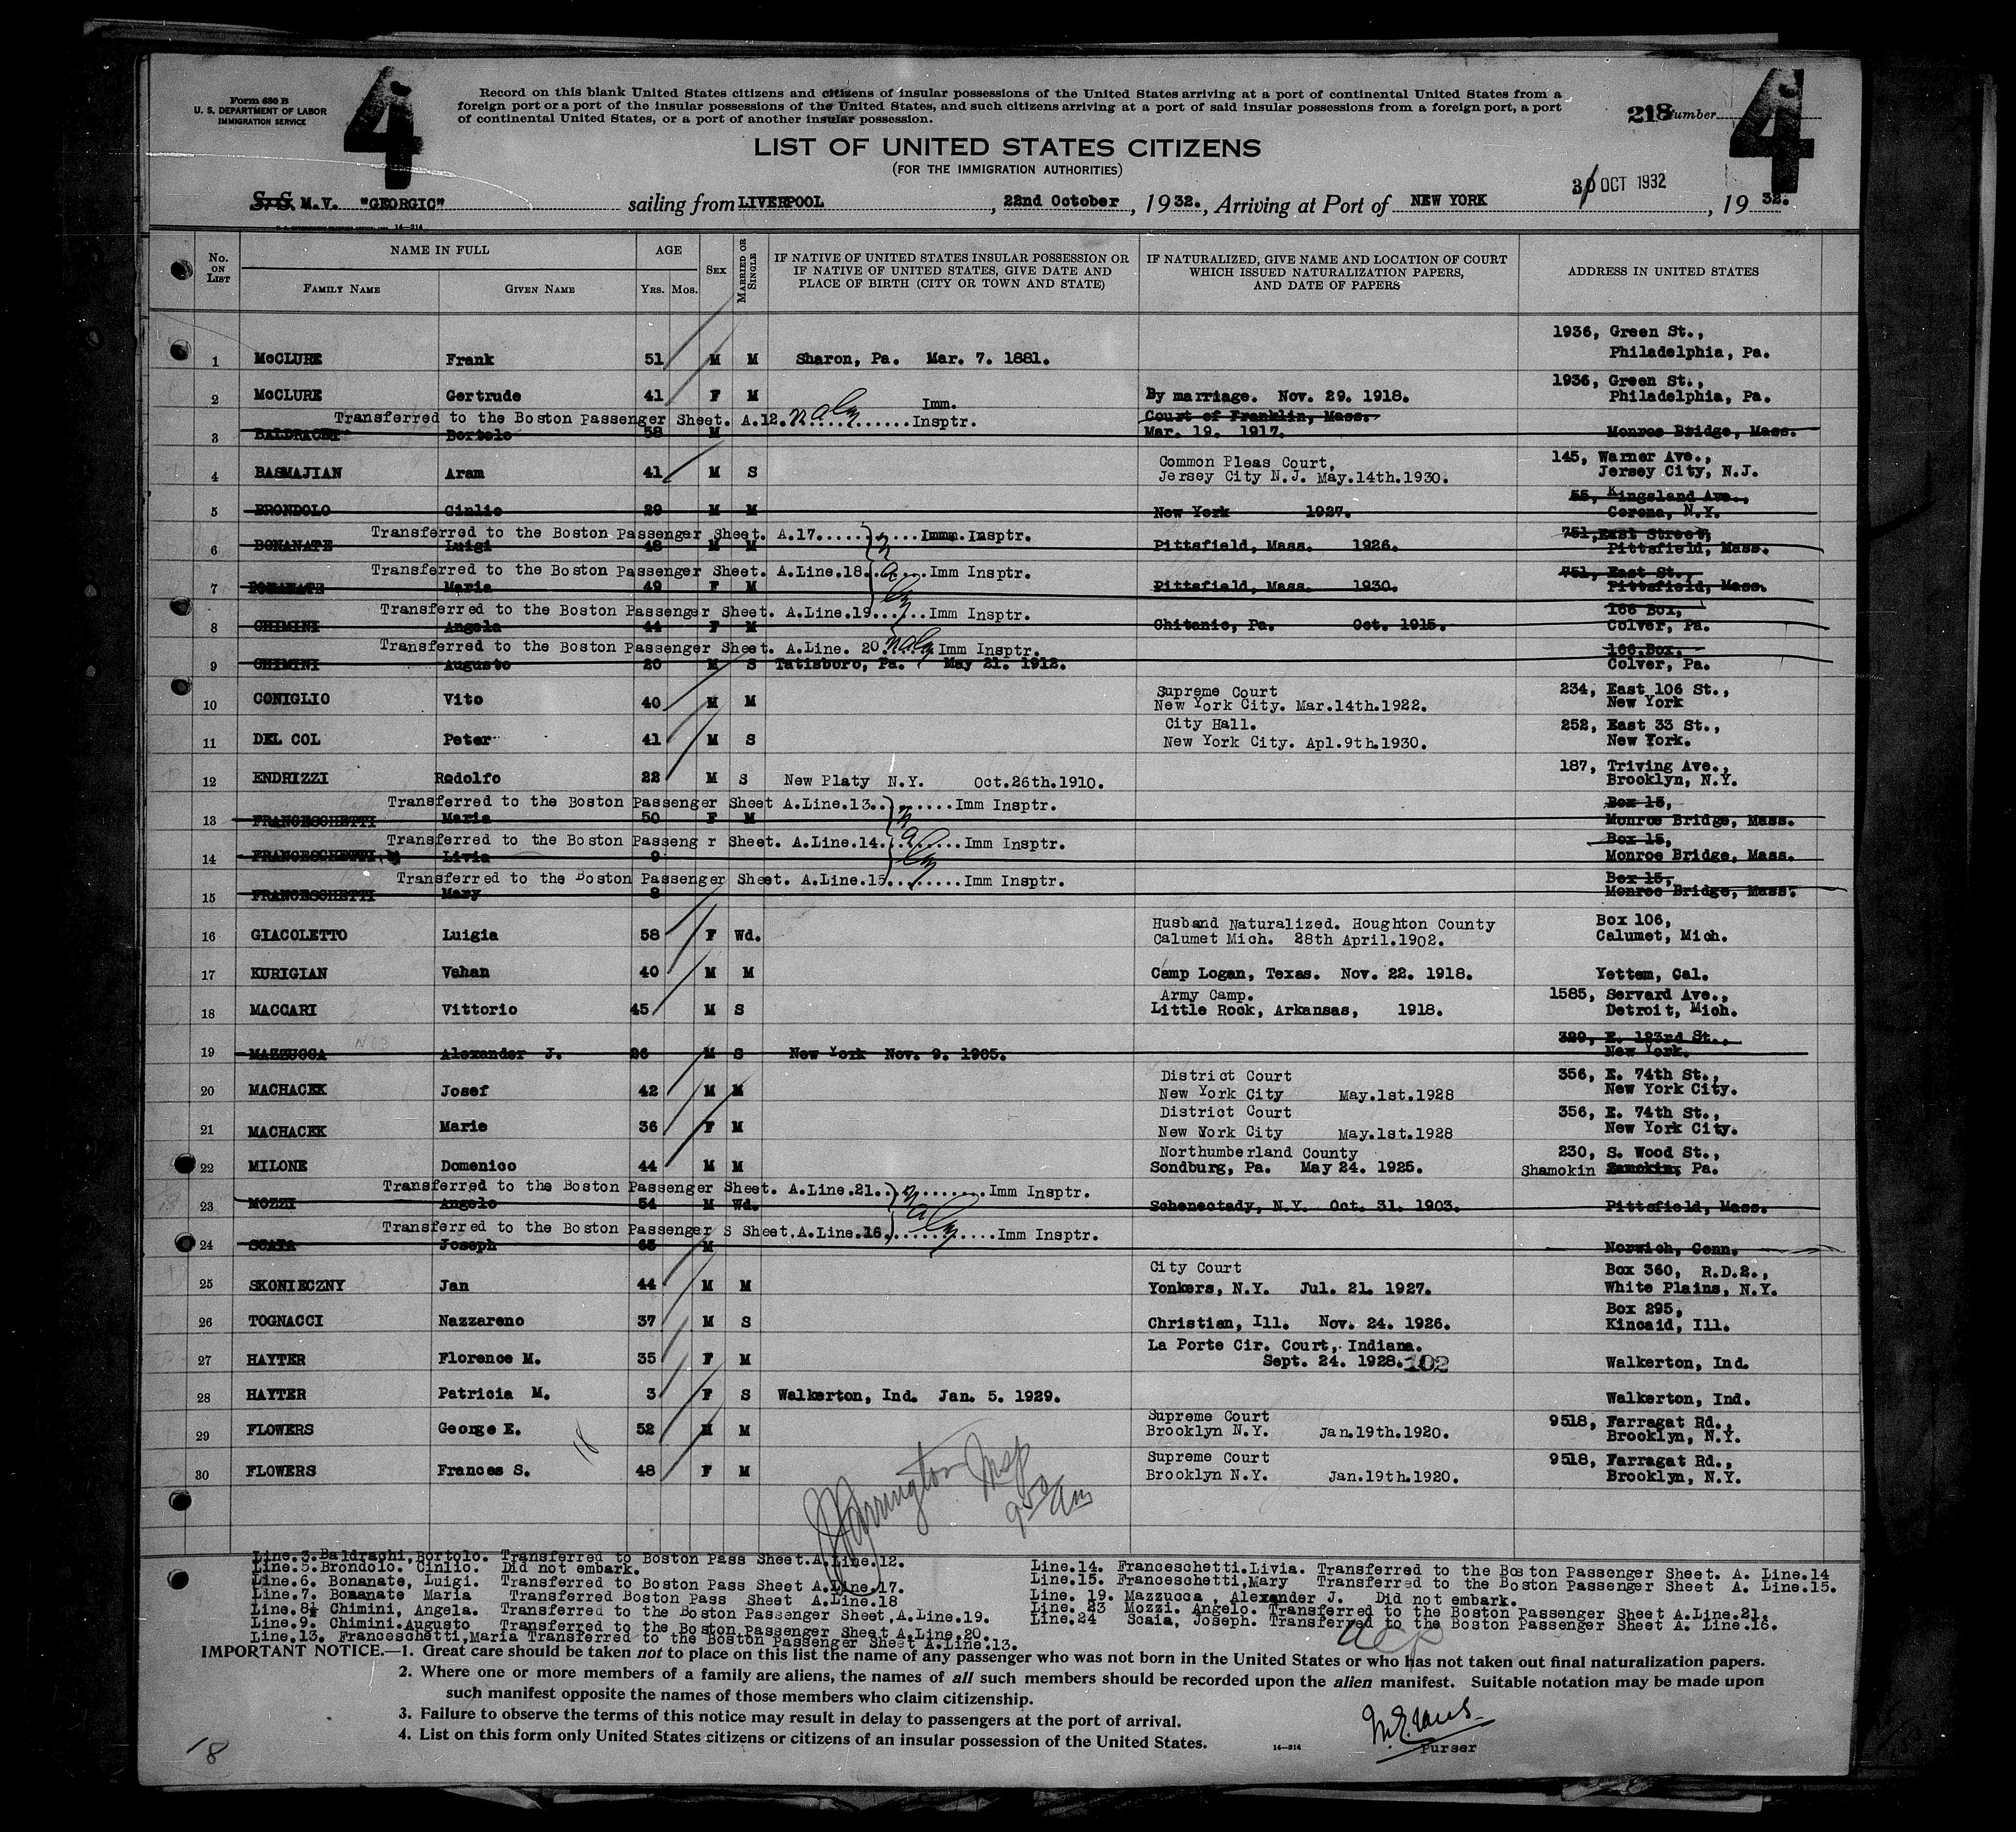 Form 630 B
U. S. DEPARTMENT OF LABOR
IMMIGRATION SERVICE
4
Record on this blank United States citizens and citizens of insular possessions of the United States arriving at a port of continental United States from a
foreign port or a port of the insular possessions of the United States, and such citizens arriving at a port of said insular possessions from a foreign port, a port
of continental United States, or a port of another insular possession.
218 Number
4
LIST OF UNITED STATES CITIZENS
(FOR THE IMMIGRATION AUTHORITIES)
S.S. M.V. "GEORGIC" sailing from LIVERPOOL, 22nd October, 1932., Arriving at Port of NEW YORK 30 OCT 1932, 1932.
14-214
No. ON LIST NAME IN FULL AGE SEX MARRIED OR SINGLE IF NATIVE OF UNITED STATES INSULAR POSSESSION OR IF NATIVE OF UNITED STATES, GIVE DATE AND PLACE OF BIRTH (CITY OR TOWN AND STATE) IF NATURALIZED, GIVE NAME AND LOCATION OF COURT WHICH ISSUED NATURALIZATION PAPERS, AND DATE OF PAPERS ADDRESS IN UNITED STATES
FAMILY NAME GIVEN NAME YRS. MOS.
1936, Green St.,
1 McCLURE Frank 51 M M Sharon, Pa. Mar. 7. 1881. Philadelphia, Pa.
1936, Green St.,
2 McCLURE Gertrude 41 F M By marriage. Nov. 29. 1918. Philadelphia, Pa.
Transferred to the Boston Passenger Sheet. A.12. Imm. Insptr. Court of Franklin, Mass.
3 BALDRACHI Bortolo 58 M Mar. 19. 1917. Monroe Bridge, Mass.
Common Pleas Court, 145, Warner Ave.,
4 BASMAJIAN Aram 41 M S Jersey City N.J. May.14th.1930. Jersey City, N.J.
55, Kingsland Ave.,
5 BRONDOLO Cinlio 29 M M New York 1927. Corona, N.Y.
Transferred to the Boston Passenger Sheet. A.17. Imm. Insptr. 751, East Street,
6 BONANATE Luigi 48 M M Pittsfield, Mass. 1926. Pittsfield, Mass.
Transferred to the Boston Passenger Sheet. A.Line.18. Imm Insptr. 751, East St.,
7 BONANATE Maria 49 F M Pittsfield, Mass. 1930. Pittsfield, Mass.
Transferred to the Boston Passenger Sheet. A.Line.19. Imm Insptr. 166 Box,
8 CHIMINI Angela 44 F M Chitanic, Pa. Oct. 1915. Colver, Pa.
Transferred to the Boston Passenger Sheet. A.Line. 20 Imm Insptr. 166.Box.
9 CHIMINI Augusto 20 M S Tatisboro, Pa. May 21. 1912. Colver, Pa.
Supreme Court 234, East 106 St.,
10 CONIGLIO Vito 40 M M New York City. Mar.14th.1922. New York
City Hall. 252, East 33 St.,
11 DEL COL Peter 41 M S New York City. Apl.9th.1930. New York.
187, Triving Ave.,
12 ENDRIZZI Rodolfo 22 M S New Platy N.Y. Oct.26th.1910. Brooklyn, N.Y.
Transferred to the Boston Passenger Sheet A.Line.13. Imm Insptr. Box 15,
13 FRANCESCHETTI Maria 50 F M Monroe Bridge, Mass.
Transferred to the Boston Passeng r Sheet. A.Line.14. Imm Insptr. Box 15,
14 FRANCESCHETTI Livia 9 Monroe Bridge, Mass.
Transferred to the Boston Passenger Sheet. A.Line.15. Imm Insptr. Box 15,
15 FRANCESCHETTI Mary 8 Monroe Bridge, Mass.
Husband Naturalized. Houghton County Box 106,
16 GIACOLETTO Luigia 58 F Wd. Calumet Mich. 28th April.1902. Calumet, Mich.
17 KURIGIAN Vahan 40 M M Camp Logan, Texas. Nov. 22. 1918. Yettem, Cal.
Army Camp. 1585, Servard Ave.,
18 MACCARI Vittorio 45 M S Little Rock, Arkansas, 1918. Detroit, Mich.
329, E. 123rd St.,
19 MAZZUCCA Alexander J. 26 M S New York Nov. 9. 1905. New York.
District Court 356, E. 74th St.,
20 MACHACEK Josef 42 M M New York City May.1st.1928 New York City.
District Court 356, E. 74th St.,
21 MACHACEK Marie 36 F M New York City May.1st.1928 New York City.
Northumberland County 230, S. Wood St.,
22 MILONE Domenico 44 M M Sondburg, Pa. May 24. 1925. Shamokin Samokin, Pa.
Transferred to the Boston Passenger Sheet. A.Line.21. Imm Insptr.
23 MOZZI Angelo 54 M Wd. Schenectady, N.Y. Oct. 31. 1903. Pittsfield, Mass.
Transferred to the Boston Passenger S Sheet.A.Line.16. Imm Insptr.
24 SCAIA Joseph 65 M Norwich, Conn.
City Court Box 360, R.D.2.,
25 SKONIECZNY Jan 44 M M Yonkers, N.Y. Jul. 21. 1927. White Plains, N.Y.
Box 295,
26 TOGNACCI Nazzareno 37 M S Christian, Ill. Nov. 24. 1926. Kincaid, Ill.
La Porte Cir. Court, Indiana.
27 HAYTER Florence M. 35 F M Sept. 24. 1928. 102 Walkerton, Ind.
28 HAYTER Patricia M. 3 F S Walkerton, Ind. Jan. 5. 1929. Walkerton, Ind.
Supreme Court 9518, Farragat Rd.,
29 FLOWERS George E. 52 M M Brooklyn N.Y. Jan.19th.1920. Brooklyn, N.Y.
Supreme Court 9518, Farragat Rd.,
30 FLOWERS Frances S. 48 F M Brooklyn N.Y. Jan.19th.1920. Brooklyn, N.Y.
18
Line.3.Baldrachi,Bortolo. Transferred to Boston Pass Sheet.A.Line.12.
Line.5.Brondolo. Cinlio. Did not embark.
Line.6. Bonanate, Luigi. Transferred to Boston Pass Sheet A.Line.17.
Line.7. Bonanate Maria Transferred Boston Pass Sheet A.Line.18
Line.8. Chimini, Angela. Transferred to the Boston Passenger Sheet,A.Line.19.
Line.9. Chimini.Augusto Transferred to the Boston Passenger Sheet A.Line.20.
Line.13. Franceschetti,Maria Transferred to the Boston Passenger Sheet A.Line.13.
Line.14. Franceschetti.Livia. Transferred to the Boston Passenger Sheet. A. Line.14
Line.15. Franceschetti,Mary Transferred to the Boston Passenger Sheet A. Line.15.
Line. 19. Mazzucca , Alexander J. Did not embark.
Line. 23 Mozzi. Angelo. Transferred to the Boston Passenger Sheet A.Line.21.
Line.24 Scaia, Joseph. Transferred to the Boston Passenger Sheet A. Line.16.
IMPORTANT NOTICE.—1. Great care should be taken not to place on this list the name of any passenger who was not born in the United States or who has not taken out final naturalization papers.
2. Where one or more members of a family are aliens, the names of all such members should be recorded upon the alien manifest. Suitable notation may be made upon
such manifest opposite the names of those members who claim citizenship.
3. Failure to observe the terms of this notice may result in delay to passengers at the port of arrival.
4. List on this form only United States citizens or citizens of an insular possession of the United States.
14-214
M. Evans
Purser
18